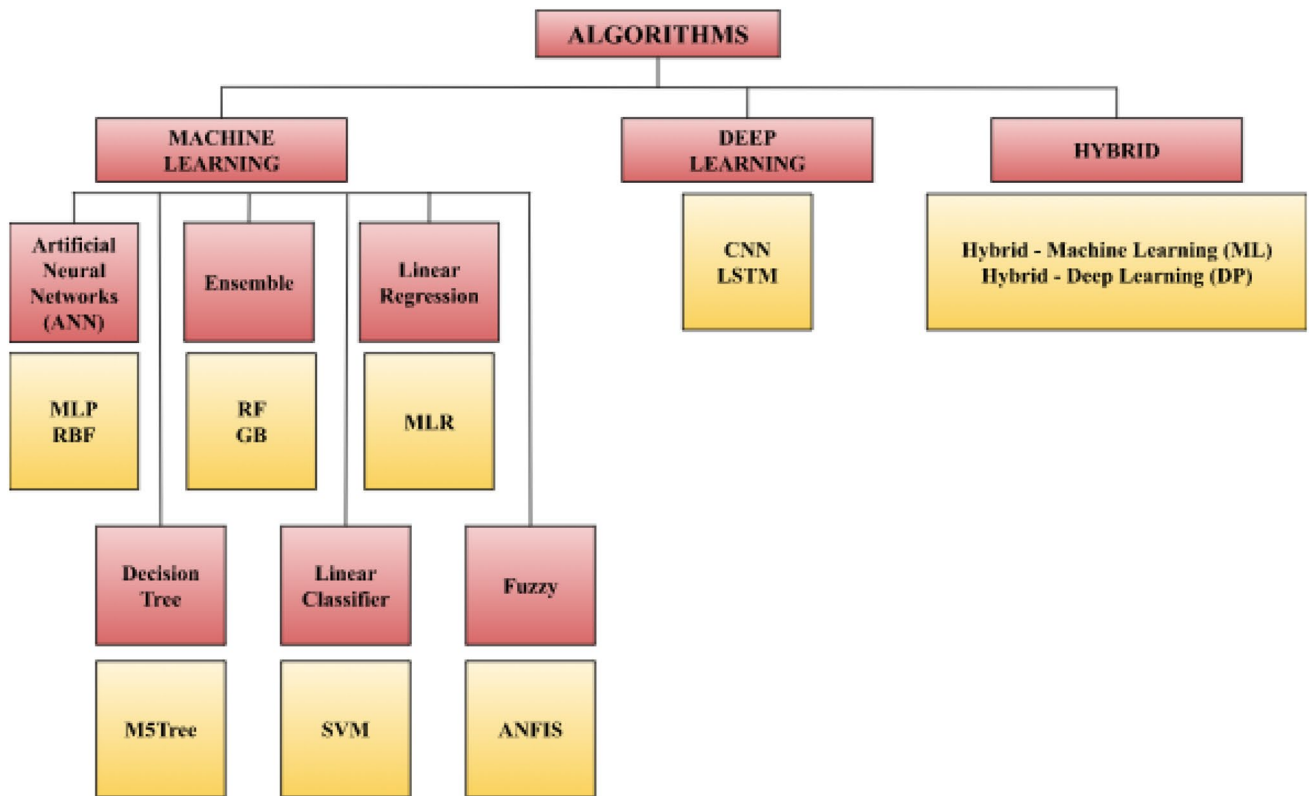 ALGORITHMS
MACHINE
LEARNING
DEEP
LEARNING
HYBRID
Artificial
Neural
Networks
(ANN)
Ensemble
Linear
Regression
CNN
LSTM
Hybrid - Machine Learning (ML)
Hybrid - Deep Learning (DP)
MLP
RBF
RF
GB
MLR
Decision
Tree
Linear
Classifier
Fuzzy
M5Tree
SVM
ANFIS